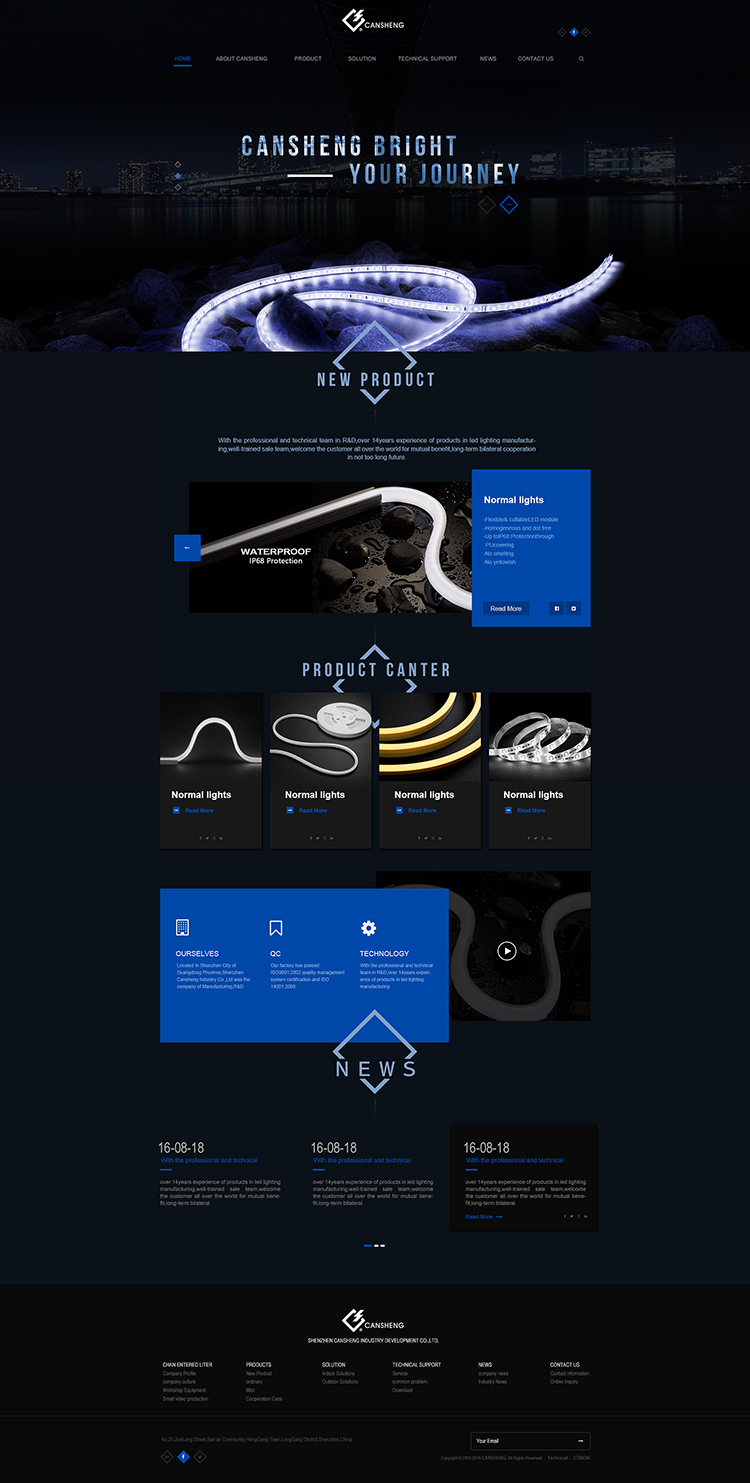 CANSHENG
HOME ABOUT CANSHENG PRODUCT SOLUTION TECHNICAL SUPPORT NEWS CONTACT US
CANSHENG BRIGHT
YOUR JOURNEY
NEW PRODUCT
With the professional and technical team in R&D,over 14years experience of products in led lighting manufactur-
ing,well-trained sale team,welcome the customer all over the world for mutual benefit,long-term bilateral cooperation
in not too long future.
WATERPROOF
IP68 Protection
Normal lights
-Flexible& cuttableLED module
-Homogeneous and dot free
-Up toIP68 Protectionthrough
PUcovering
-No smelling
-No yellowish
Read More
PRODUCT CANTER
Normal lights
Read More
Normal lights
Read More
Normal lights
Read More
Normal lights
Read More
OURSELVES
Located in Shenzhen City of
Guangdong Province,Shenzhen
Cansheng Industry Co.,Ltd was the
company of Manufacturing,R&D
QC
Our factory has passed
ISO9001:2002 quality management
system certification and ISO
14001:2009
TECHNOLOGY
With the professional and technical
team in R&D,over 14years experi-
ence of products in led lighting
manufacturing
NEWS
16-08-18
With the professional and technical
over 14years experience of products in led lighting
manufacturing,well-trained sale team,welcome
the customer all over the world for mutual bene-
fit,long-term bilateral
16-08-18
With the professional and technical
over 14years experience of products in led lighting
manufacturing,well-trained sale team,welcome
the customer all over the world for mutual bene-
fit,long-term bilateral
16-08-18
With the professional and technical
over 14years experience of products in led lighting
manufacturing,well-trained sale team,welcome
the customer all over the world for mutual bene-
fit,long-term bilateral
Read More
CANSHENG
SHENZHEN CANSHENG INDUSTRY DEVELOPMENT CO.,LTD.
CHAN ENTERED LITER
Company Profile
company culture
Workshop Equipment
Small video production
PRODUCTS
New Product
ordinary
Mist
Cooperation Case
SOLUTION
Indoor Solutions
Outdoor Solutions
TECHNICAL SUPPORT
Service
common problem
Download
NEWS
company news
Industry News
CONTACT US
Contact information
Online Inquiry
No.20,JianLong Street,Bao'an Community,HengGang Town,LongGang District,Shenzhen,China
Your Email
Copyright © 2003-2016 CANSHENG. All Rights Reserved. Technical : CTMON